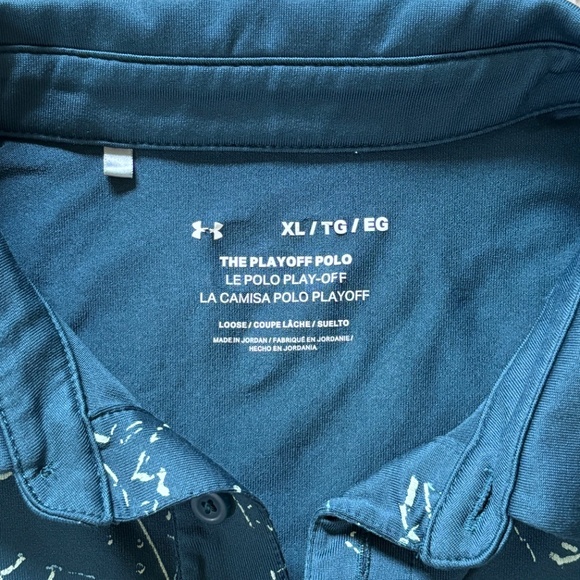 XL / TG / EG
THE PLAYOFF POLO
LE POLO PLAY-OFF
LA CAMISA POLO PLAYOFF
LOOSE / COUPE LÂCHE / SUELTO
MADE IN JORDAN / FABRIQUÉ EN JORDANIE /
HECHO EN JORDANIA